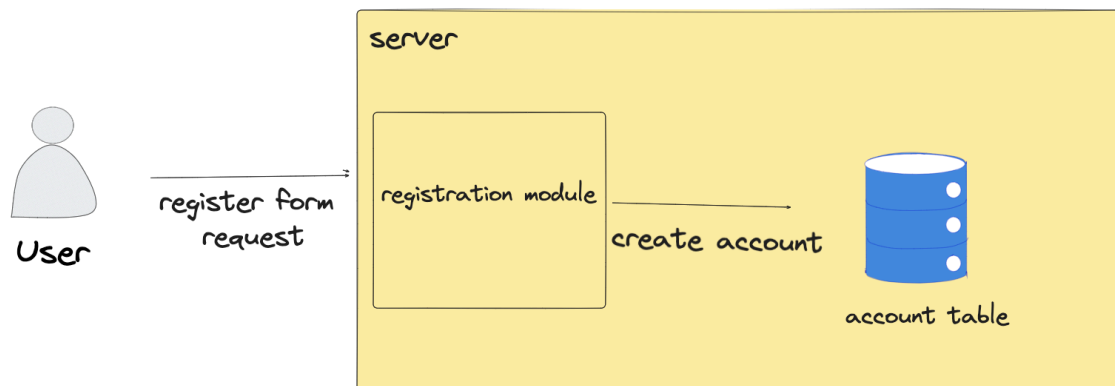 server
registration module
register form
request
create account
User
account table